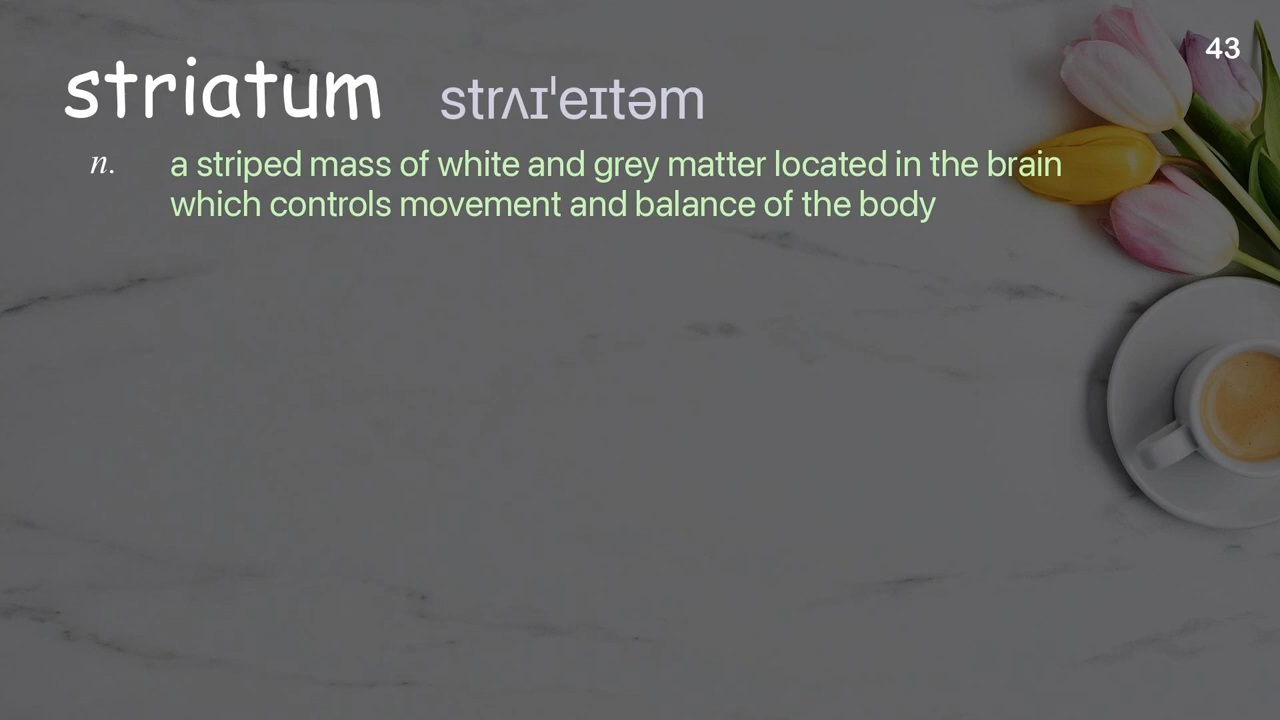 43
striatum strʌɪˈeɪtəm
n. a striped mass of white and grey matter located in the brain
which controls movement and balance of the body